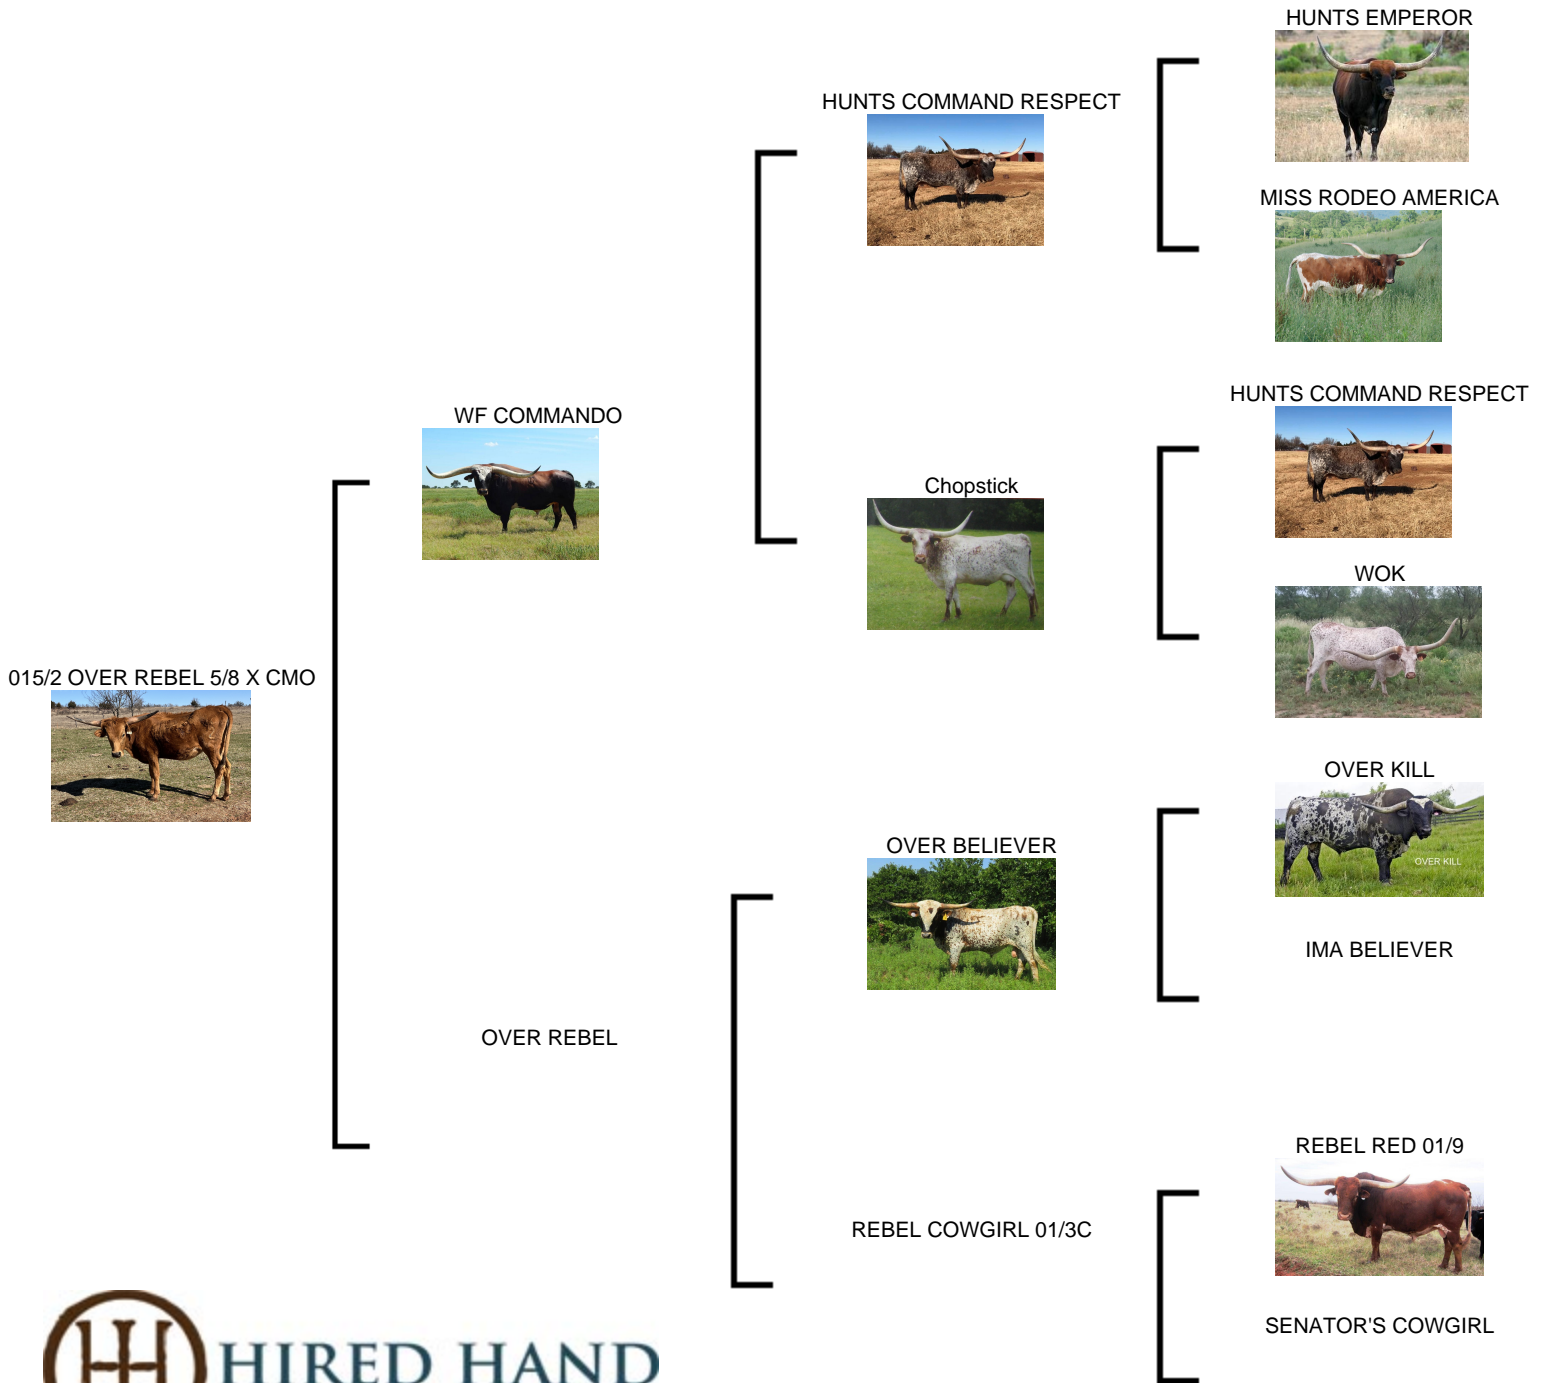 HUNTS EMPEROR
HUNTS COMMAND RESPECT
MISS RODEO AMERICA
HUNTS COMMAND RESPECT
WF COMMANDO
Chopstick
WOK
015/2 OVER REBEL 5/8 X CMO
OVER KILL
OVER KILL
OVER BELIEVER
IMA BELIEVER
OVER REBEL
REBEL RED 01/9
REBEL COWGIRL 01/3C
SENATOR'S COWGIRL
HIRED HAND